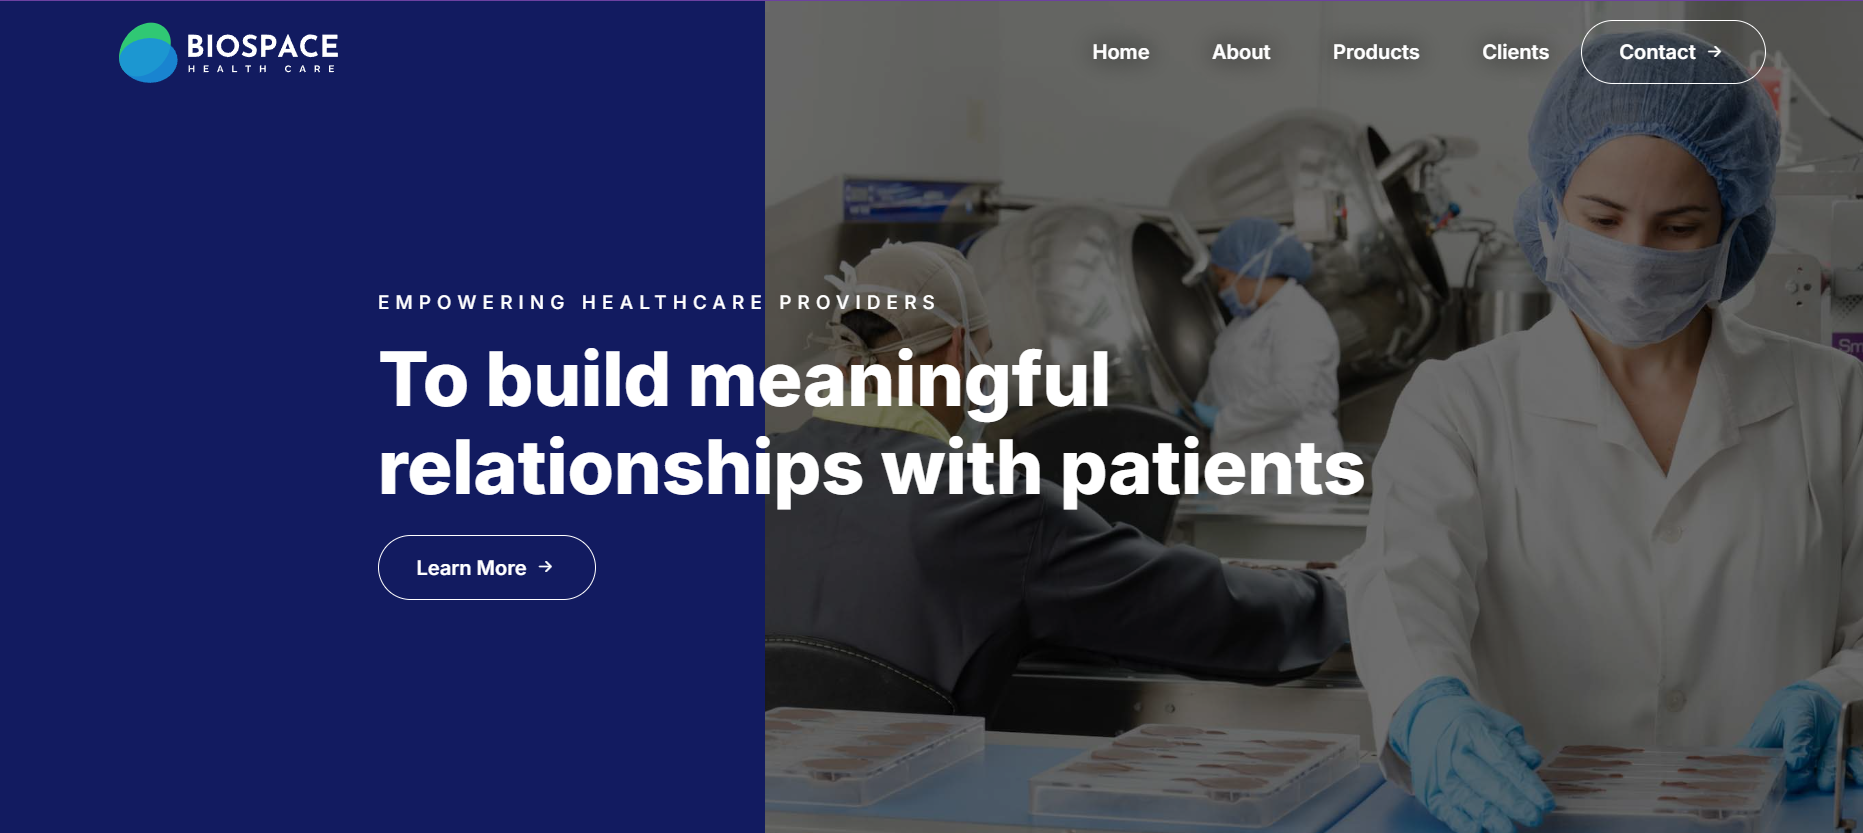 BIOSPACE
HEALTH CARE
Home
About
Products
Clients
Contact →
EMPOWERING HEALTHCARE PROVIDERS
To build meaningful
relationships with patients
Learn More →
Sm